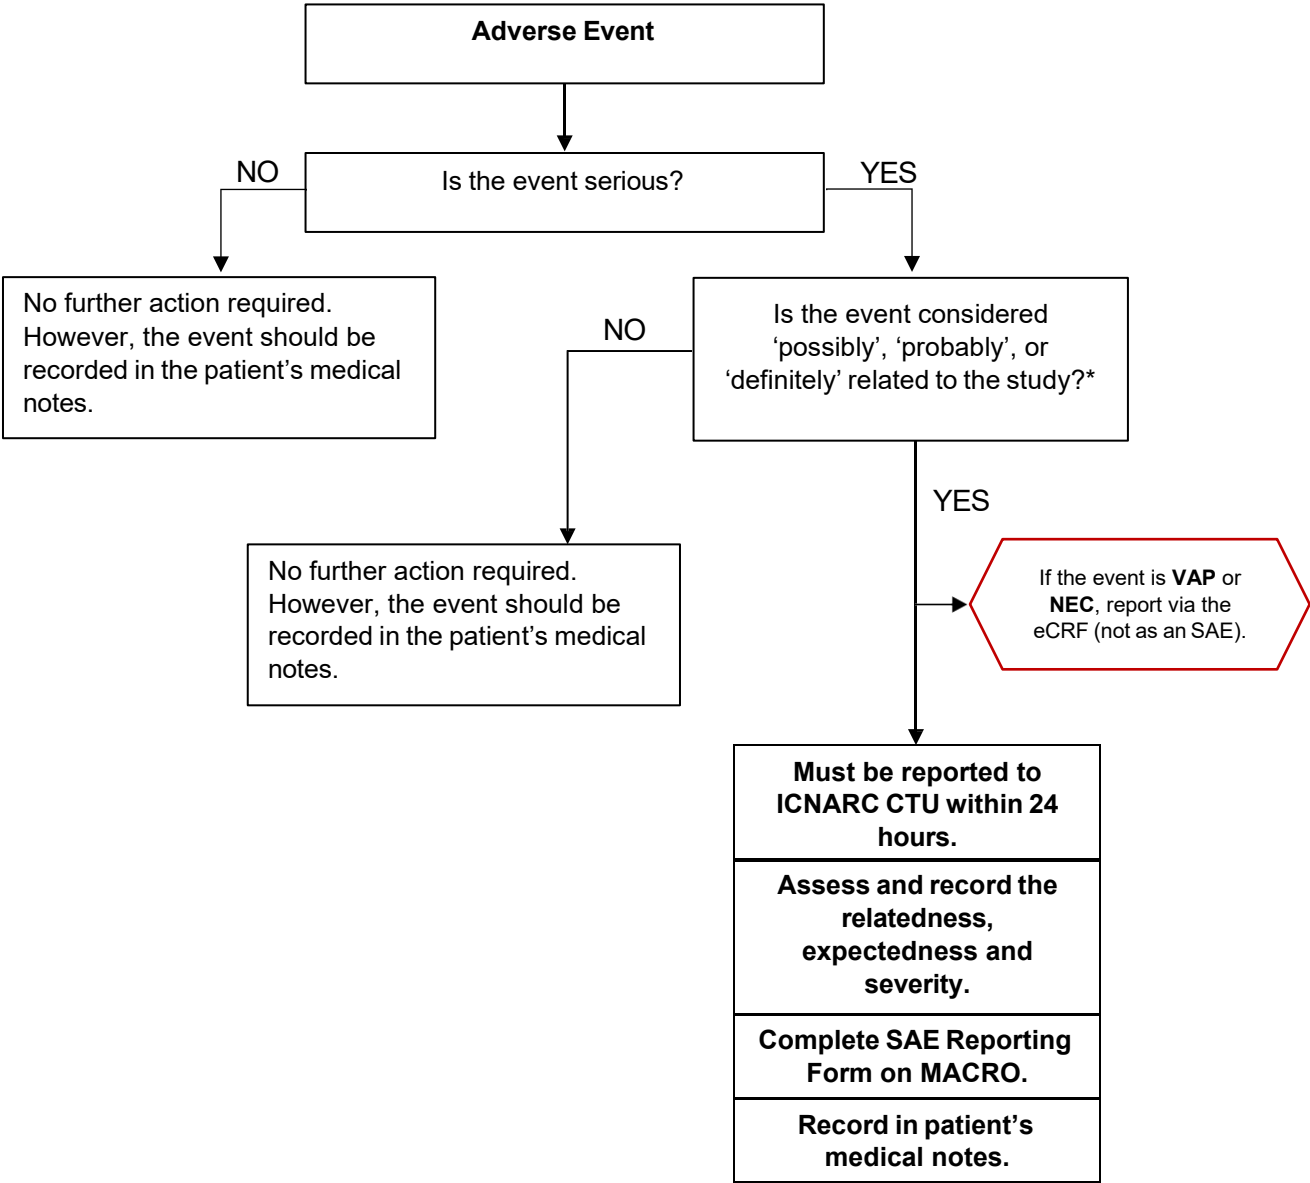 Adverse Event
NO
Is the event serious?
YES
No further action required.
However, the event should be
recorded in the patient’s medical
notes.
Is the event considered
‘possibly’, ‘probably’, or
‘definitely’ related to the study?*
NO
YES
No further action required.
However, the event should be
recorded in the patient’s medical
notes.
If the event is VAP or
NEC, report via the
eCRF (not as an SAE).
Must be reported to
ICNARC CTU within 24
hours.
Assess and record the
relatedness,
expectedness and
severity.
Complete SAE Reporting
Form on MACRO.
Record in patient’s
medical notes.